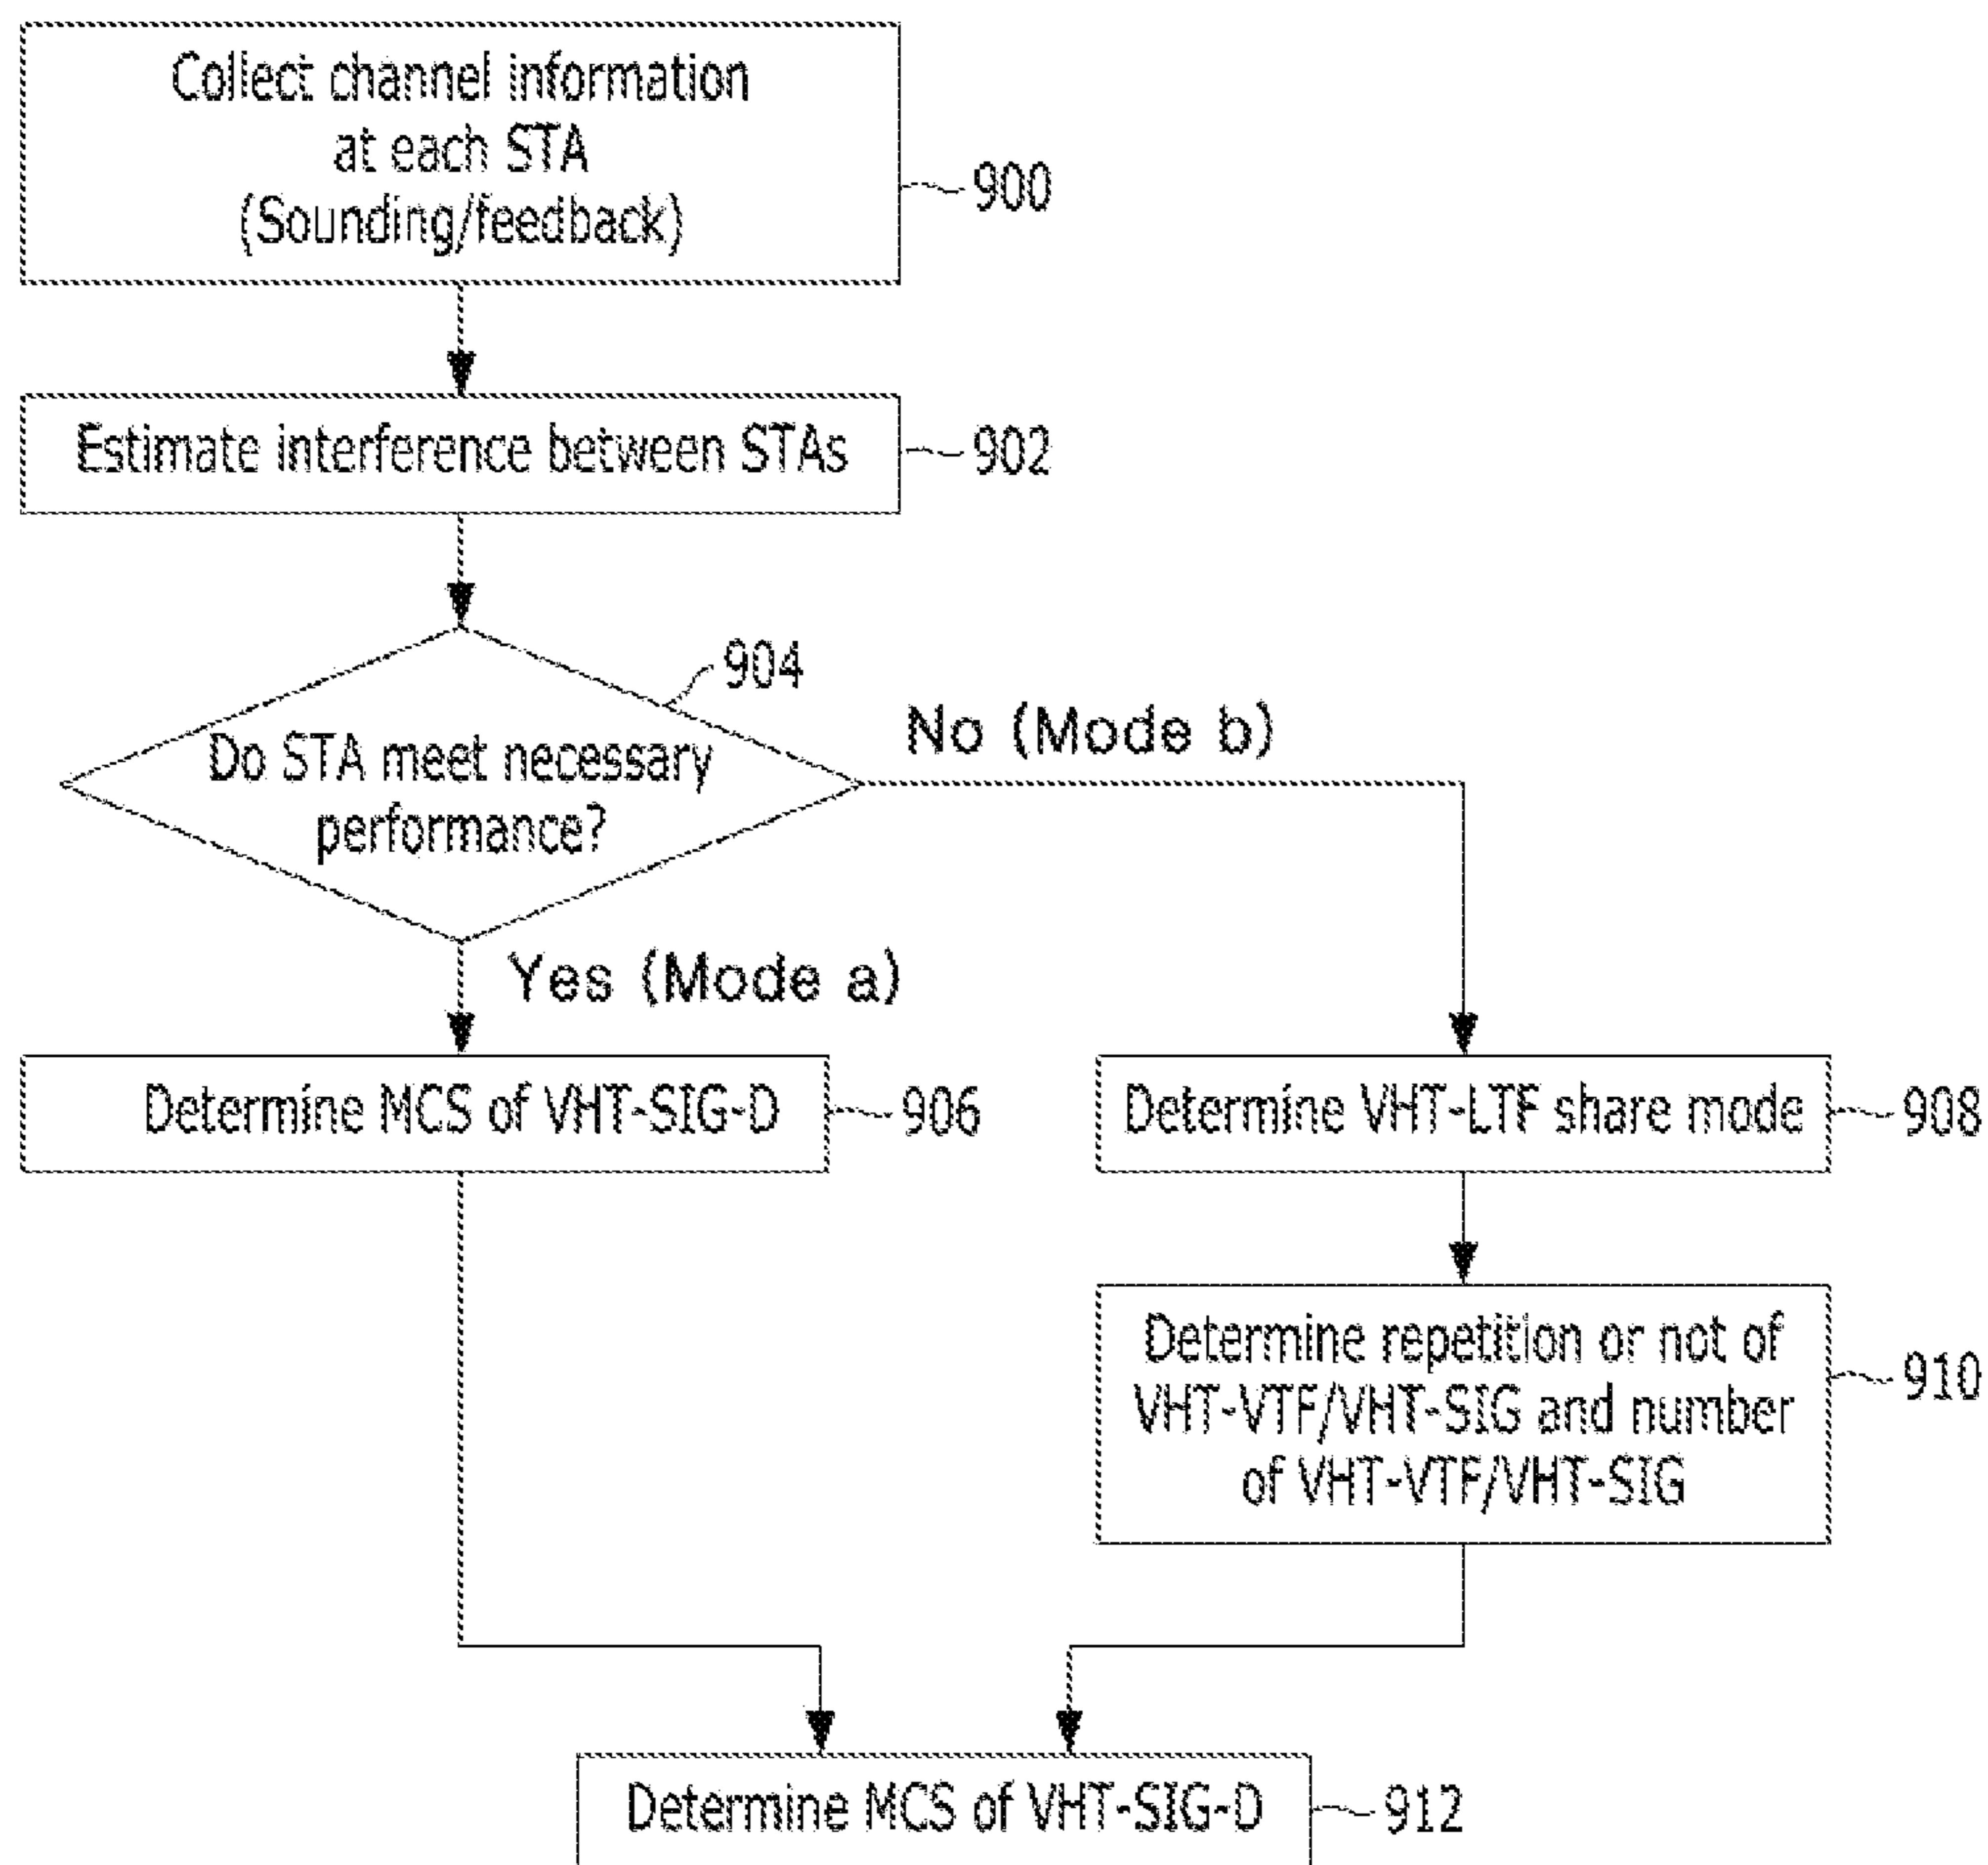 Collect channel information
at each STA
(Sounding/feedback)
900
Estimate interference between STAs
902
904
Do STA meet necessary
performance?
No (Mode b)
Yes (Mode a)
Determine MCS of VHT-SIG-D
906
Determine VHT-LTF share mode
908
Determine repetition or not of
VHT-VTF/VHT-SIG and number
of VHT-VTF/VHT-SIG
910
Determine MCS of VHT-SIG-D
912